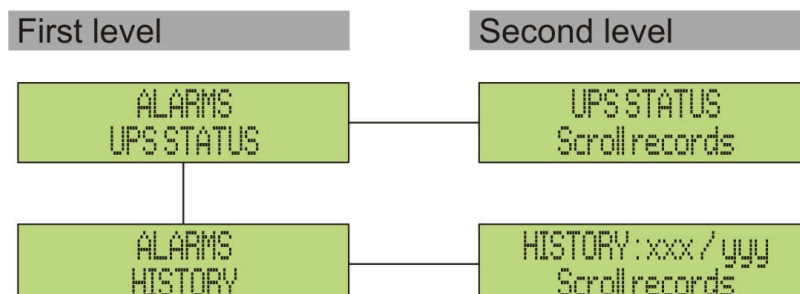 First level
Second level
ALARMS
UPS STATUS
UPS STATUS
Scroll records
ALARMS
HISTORY
HISTORY : xxx / yyy
Scroll records